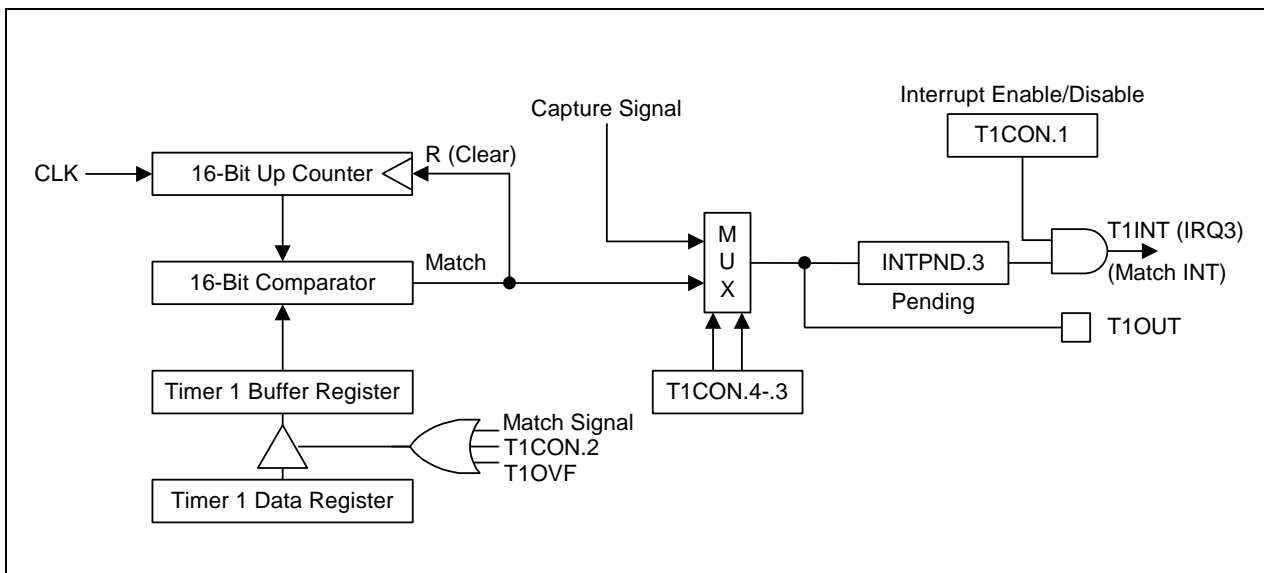 Interrupt Enable/Disable
Capture Signal
T1CON.1
R (Clear)
CLK
16-Bit Up Counter
M
U
X
T1INT (IRQ3)
Match
16-Bit Comparator
INTPND.3
(Match INT)
Pending
T1OUT
Timer 1 Buffer Register
T1CON.4-.3
Match Signal
T1CON.2
T1OVF
Timer 1 Data Register